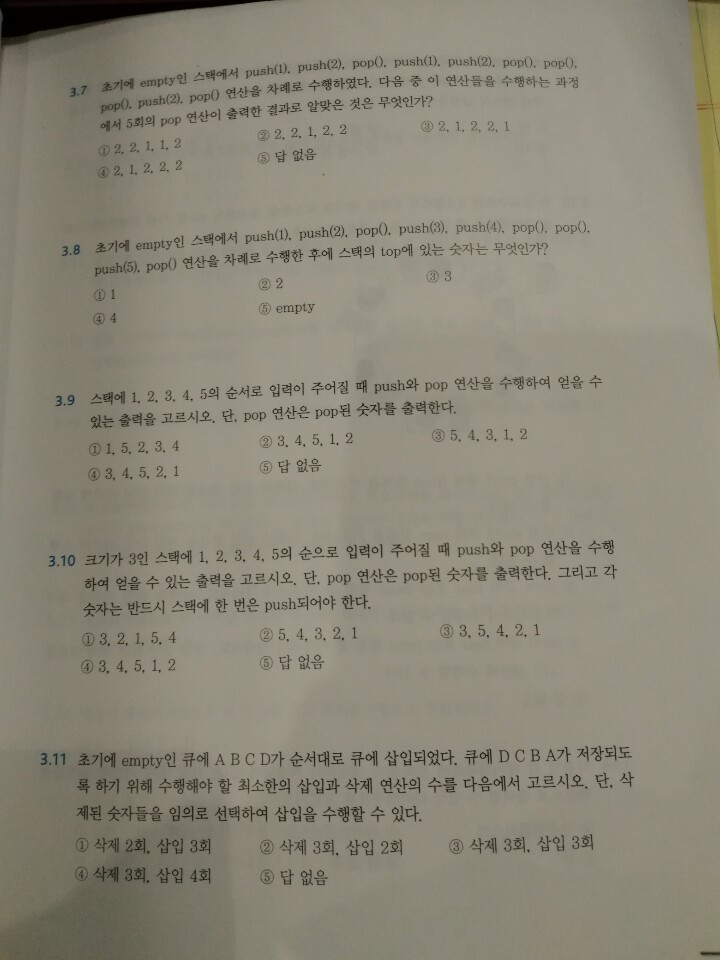 3.7 초기에 empty인 스택에서 push(1), push(2), pop(), push(1), push(2), pop(), pop(),
pop(), push(2), pop() 연산을 차례로 수행하였다. 다음 중 이 연산들을 수행하는 과정
에서 5회의 pop 연산이 출력한 결과로 알맞은 것은 무엇인가?
① 2, 2, 1, 1, 2 ② 2, 2, 1, 2, 2 ③ 2, 1, 2, 2, 1
④ 2, 1, 2, 2, 2 ⑤ 답 없음
3.8 초기에 empty인 스택에서 push(1), push(2), pop(), push(3), push(4), pop(), pop(),
push(5), pop() 연산을 차례로 수행한 후에 스택의 top에 있는 숫자는 무엇인가?
① 1 ② 2 ③ 3
④ 4 ⑤ empty
3.9 스택에 1, 2, 3, 4, 5의 순서로 입력이 주어질 때 push와 pop 연산을 수행하여 얻을 수
있는 출력을 고르시오. 단, pop 연산은 pop된 숫자를 출력한다.
① 1, 5, 2, 3, 4 ② 3, 4, 5, 1, 2 ③ 5, 4, 3, 1, 2
④ 3, 4, 5, 2, 1 ⑤ 답 없음
3.10 크기가 3인 스택에 1, 2, 3, 4, 5의 순으로 입력이 주어질 때 push와 pop 연산을 수행
하여 얻을 수 있는 출력을 고르시오. 단, pop 연산은 pop된 숫자를 출력한다. 그리고 각
숫자는 반드시 스택에 한 번은 push되어야 한다.
① 3, 2, 1, 5, 4 ② 5, 4, 3, 2, 1 ③ 3, 5, 4, 2, 1
④ 3, 4, 5, 1, 2 ⑤ 답 없음
3.11 초기에 empty인 큐에 A B C D가 순서대로 큐에 삽입되었다. 큐에 D C B A가 저장되도
록 하기 위해 수행해야 할 최소한의 삽입과 삭제 연산의 수를 다음에서 고르시오. 단, 삭
제된 숫자들을 임의로 선택하여 삽입을 수행할 수 있다.
① 삭제 2회, 삽입 3회 ② 삭제 3회, 삽입 2회 ③ 삭제 3회, 삽입 3회
④ 삭제 3회, 삽입 4회 ⑤ 답 없음